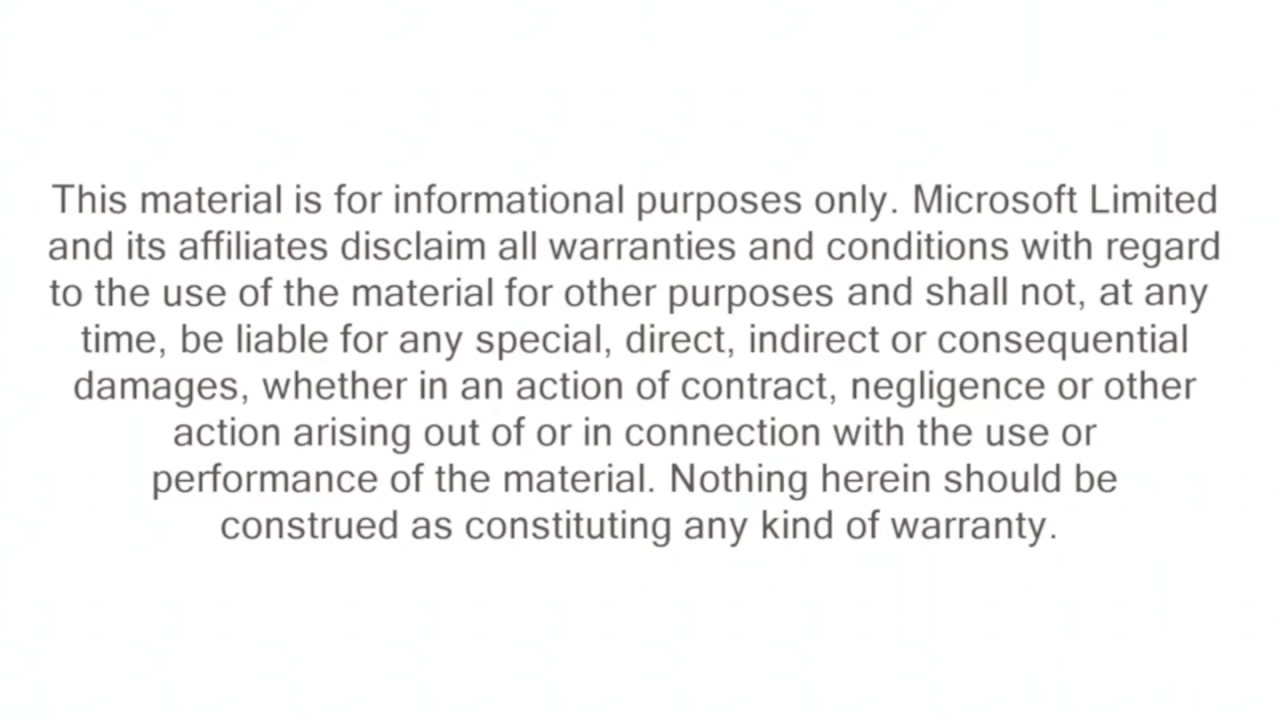 This material is for informational purposes only. Microsoft Limited
and its affiliates disclaim all warranties and conditions with regard
to the use of the material for other purposes and shall not, at any
time, be liable for any special, direct, indirect or consequential
damages, whether in an action of contract, negligence or other
action arising out of or in connection with the use or
performance of the material. Nothing herein should be
construed as constituting any kind of warranty.